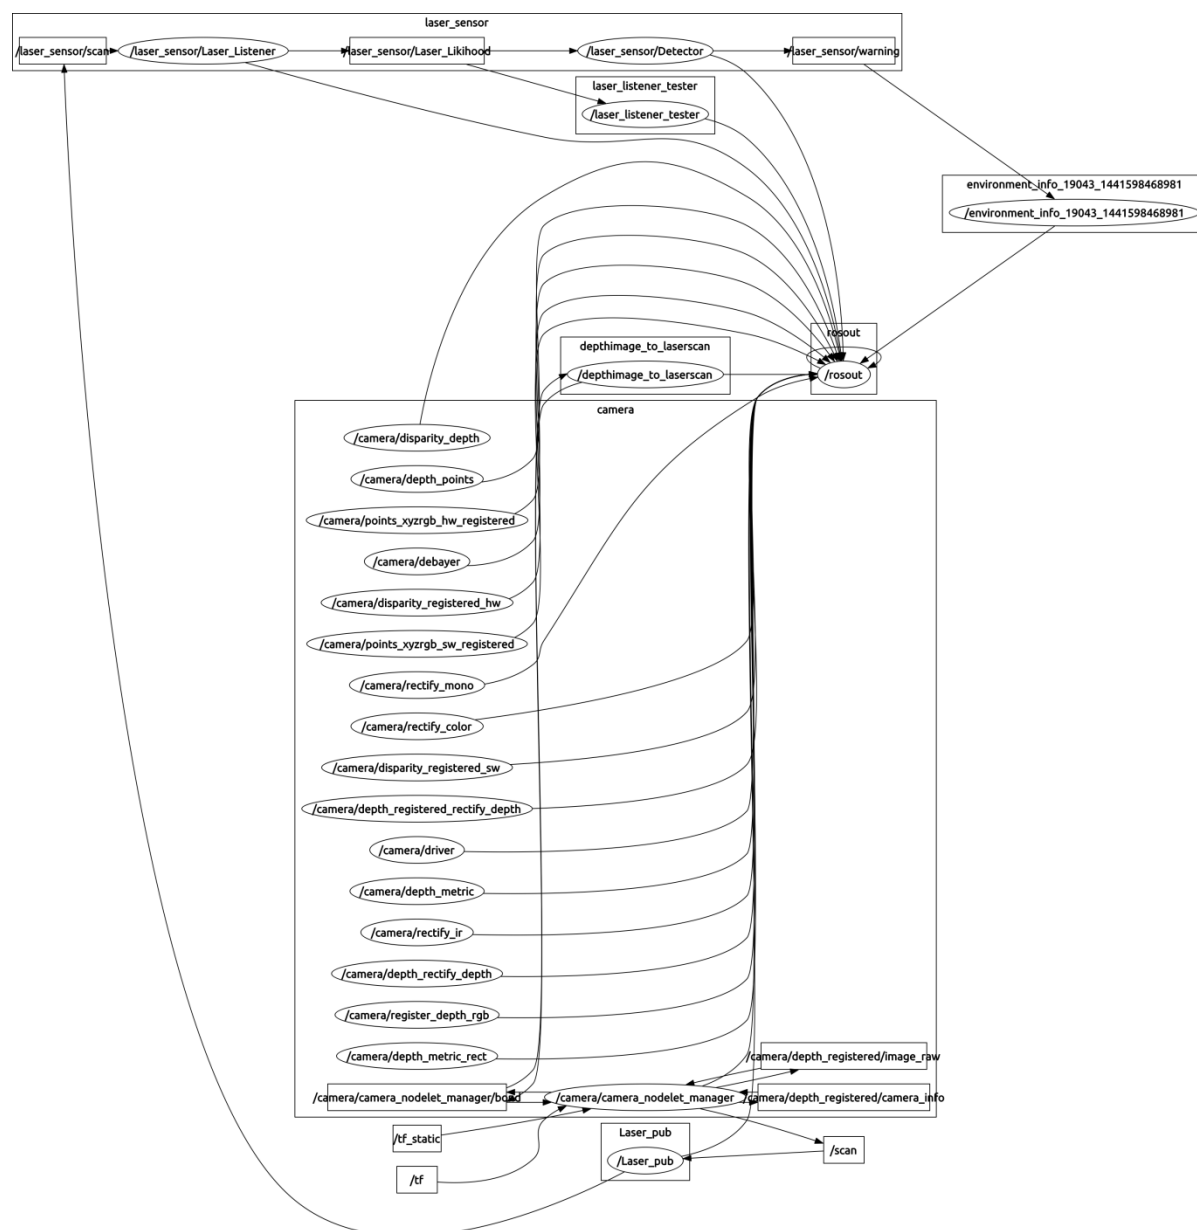 laser_sensor
/laser_sensor/scan
/laser_sensor/Laser_Listener
/laser_sensor/Laser_Likihood
/laser_sensor/Detector
/laser_sensor/warning
laser_listener_tester
/laser_listener_tester
environment_info_19043_1441598468981
/environment_info_19043_1441598468981
rosout
/rosout
depthimage_to_laserscan
/depthimage_to_laserscan
camera
/camera/disparity_depth
/camera/depth_points
/camera/points_xyzrgb_hw_registered
/camera/debayer
/camera/disparity_registered_hw
/camera/points_xyzrgb_sw_registered
/camera/rectify_mono
/camera/rectify_color
/camera/disparity_registered_sw
/camera/depth_registered_rectify_depth
/camera/driver
/camera/depth_metric
/camera/rectify_ir
/camera/depth_rectify_depth
/camera/register_depth_rgb
/camera/depth_metric_rect
/camera/depth_registered/image_raw
/camera/camera_nodelet_manager/bond
/camera/camera_nodelet_manager
/camera/depth_registered/camera_info
/tf_static
Laser_pub
/Laser_pub
/scan
/tf